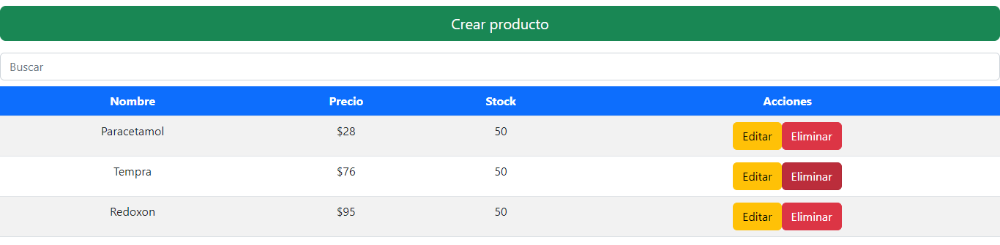 Crear producto
Buscar
Nombre Precio Stock Acciones
Paracetamol $28 50 Editar Eliminar
Tempra $76 50 Editar Eliminar
Redoxon $95 50 Editar Eliminar